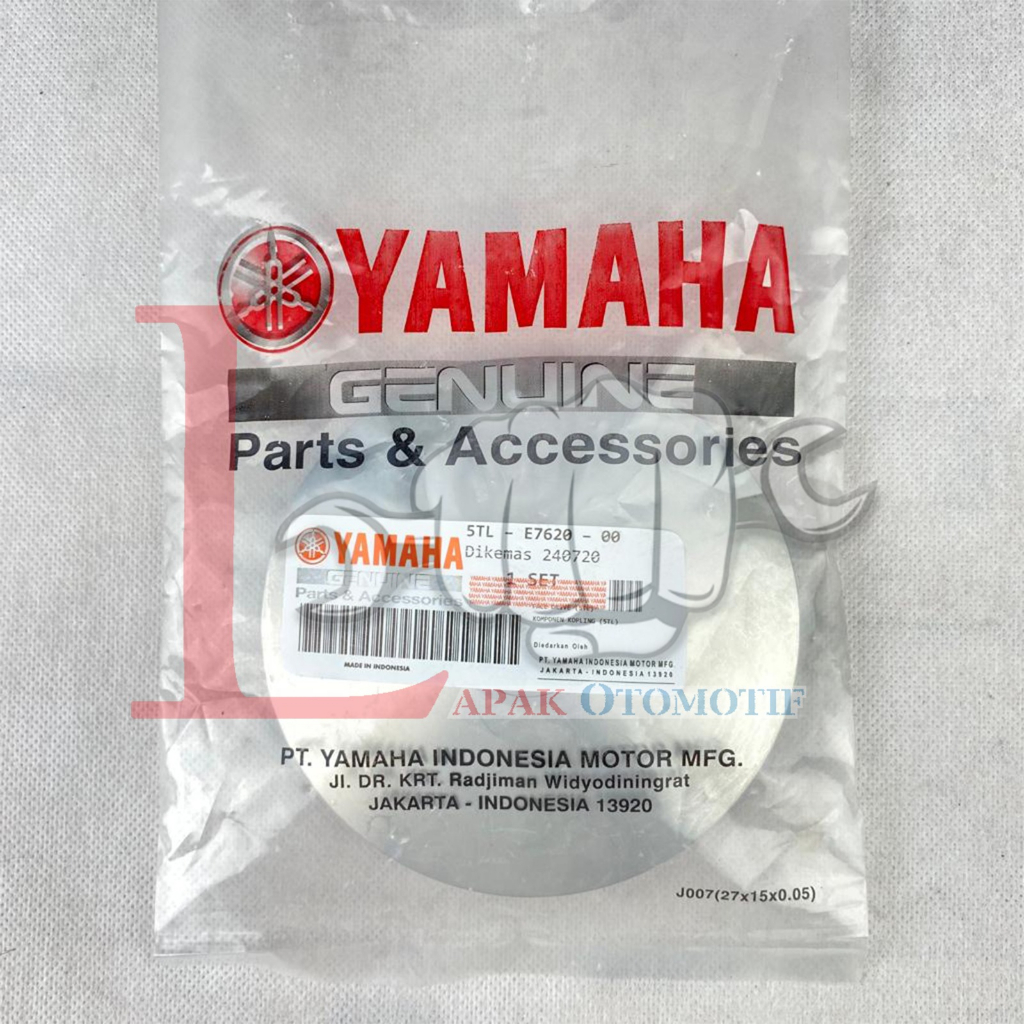 YAMAHA
GENUINE
Parts & Accessories
YAMAHA
GENUINE
Parts & Accessories
5TL - E7620 - 00
Dikemas 240720
1 SET
KOMPONEN KOPLING (5TL)
Diedarkan Oleh
PT. YAMAHA INDONESIA MOTOR MFG.
JAKARTA - INDONESIA 13920
MADE IN INDONESIA
LAPAK OTOMOTIF
PT. YAMAHA INDONESIA MOTOR MFG.
Jl. DR. KRT. Radjiman Widyodiningrat
JAKARTA - INDONESIA 13920
J007(27x15x0.05)